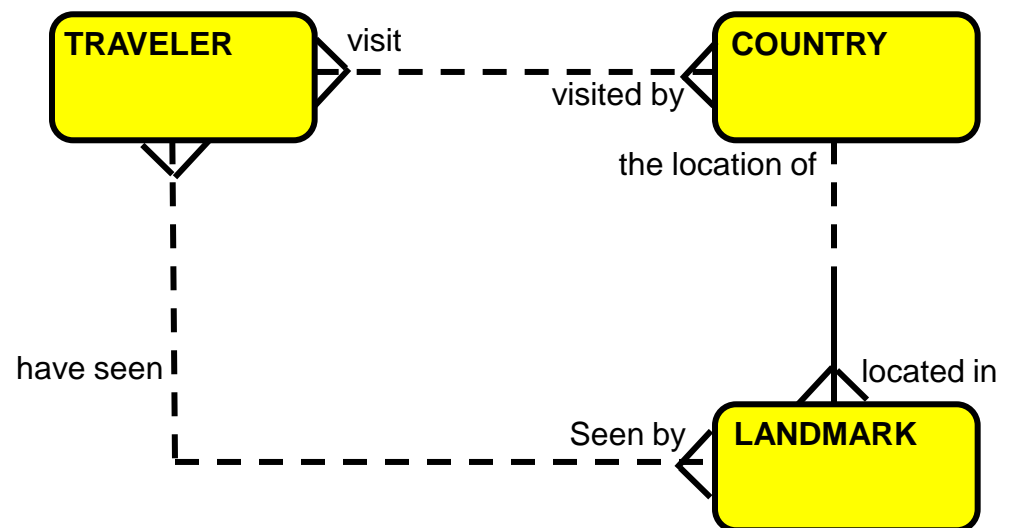 TRAVELER
visit
COUNTRY
visited by
the location of
have seen
located in
Seen by
LANDMARK